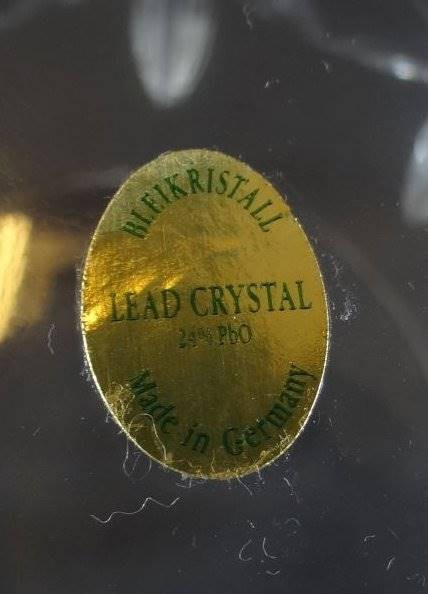 BLEIKRISTALL
LEAD CRYSTAL
24% PbO
Made in Germany